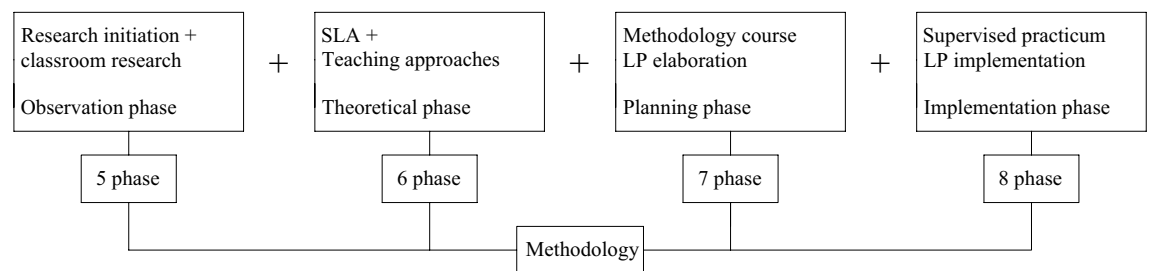 Research initiation +
classroom research
Observation phase
+
SLA +
Teaching approaches
Theoretical phase
+
Methodology course
LP elaboration
Planning phase
+
Supervised practicum
LP implementation
Implementation phase
5 phase
6 phase
7 phase
8 phase
Methodology